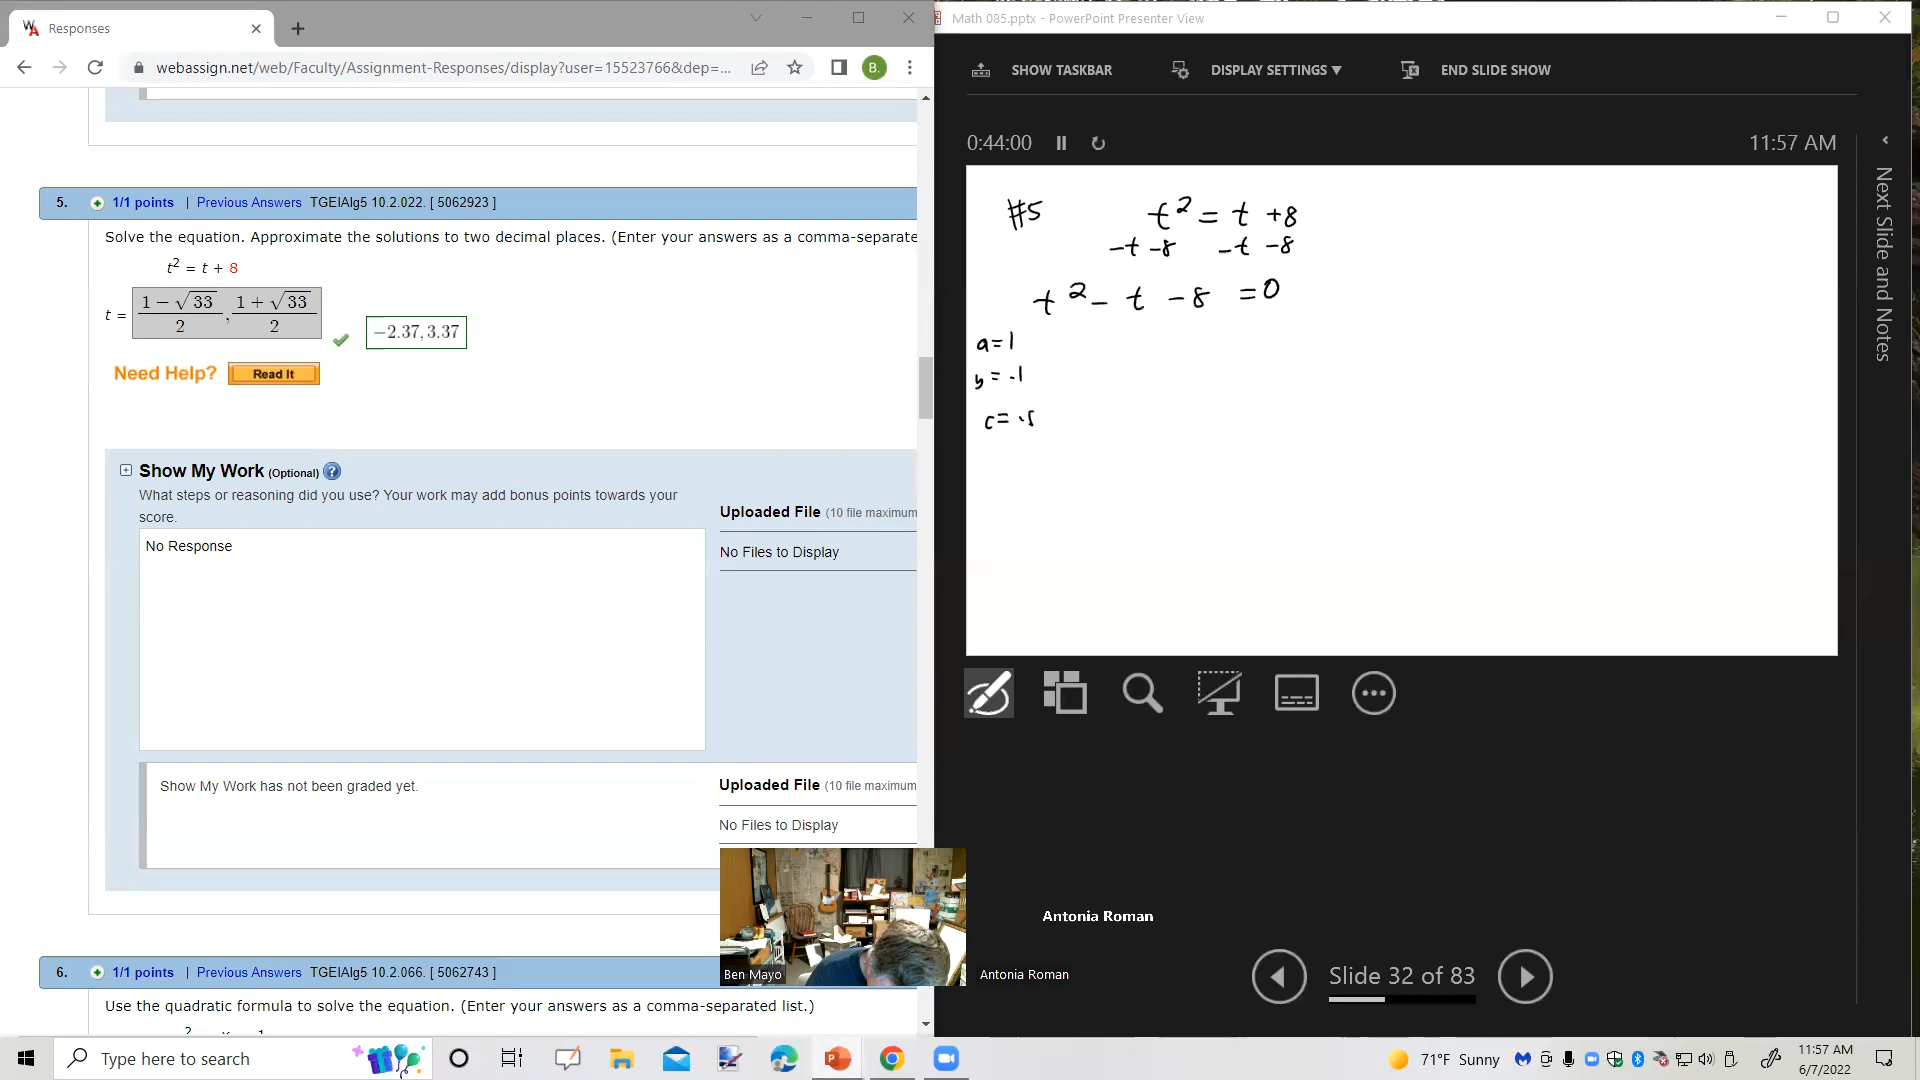 Responses
webassign.net/web/Faculty/Assignment-Responses/display?user=15523766&dep=...
B.
5. 1/1 points | Previous Answers TGEIAlg5 10.2.022. [ 5062923 ]
Solve the equation. Approximate the solutions to two decimal places. (Enter your answers as a comma-separate
t² = t + 8
t = (1 − √33)/2 , (1 + √33)/2
−2.37, 3.37
Need Help? Read It
Show My Work (Optional) ?
What steps or reasoning did you use? Your work may add bonus points towards your
score.
Uploaded File (10 file maximum
No Response
No Files to Display
Show My Work has not been graded yet.
Uploaded File (10 file maximum
No Files to Display
6. 1/1 points | Previous Answers TGEIAlg5 10.2.066. [ 5062743 ]
Use the quadratic formula to solve the equation. (Enter your answers as a comma-separated list.)
Math 085.pptx - PowerPoint Presenter View
SHOW TASKBAR
DISPLAY SETTINGS ▼
END SLIDE SHOW
0:44:00
11:57 AM
#5 t² = t + 8
-t -8 -t -8
t² - t - 8 = 0
a = 1
b = -1
Next Slide and Notes
Antonia Roman
Ben Mayo
Antonia Roman
Slide 32 of 83
Type here to search
71°F Sunny
11:57 AM
6/7/2022